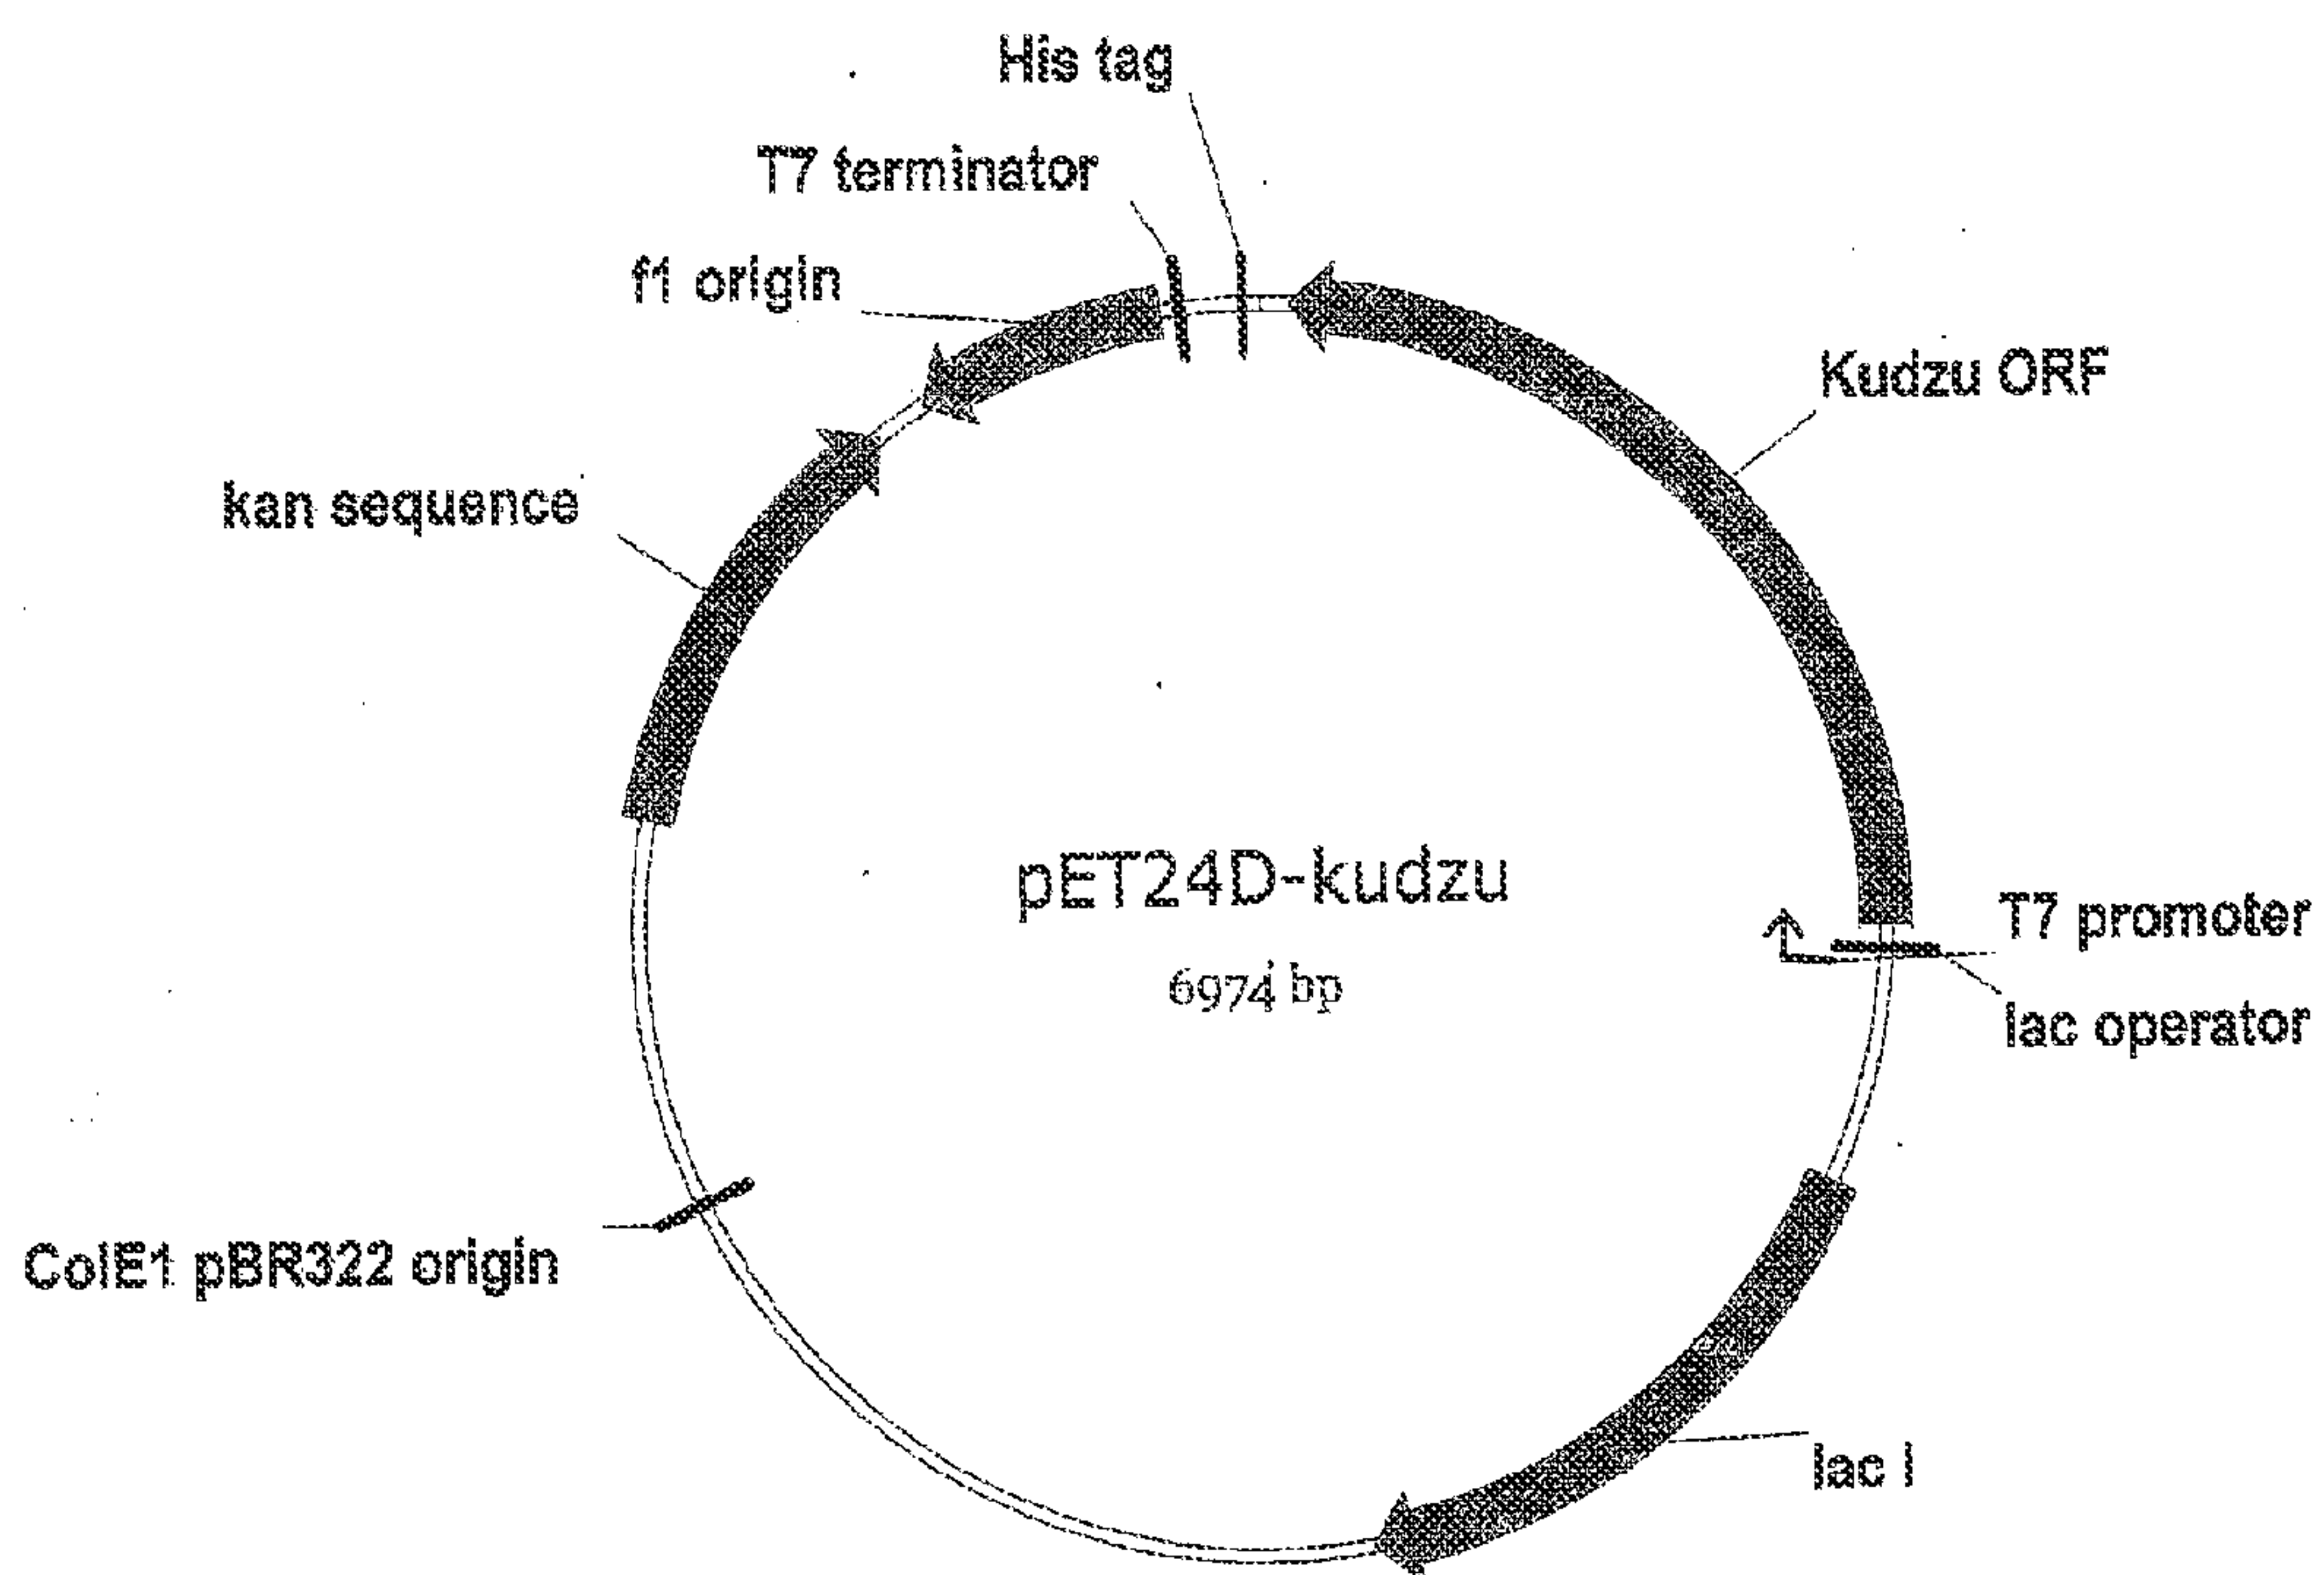 His tag
T7 terminator
f1 origin
Kudzu ORF
kan sequence
pET24D-kudzu
6974 bp
T7 promoter
lac operator
ColE1 pBR322 origin
lac I